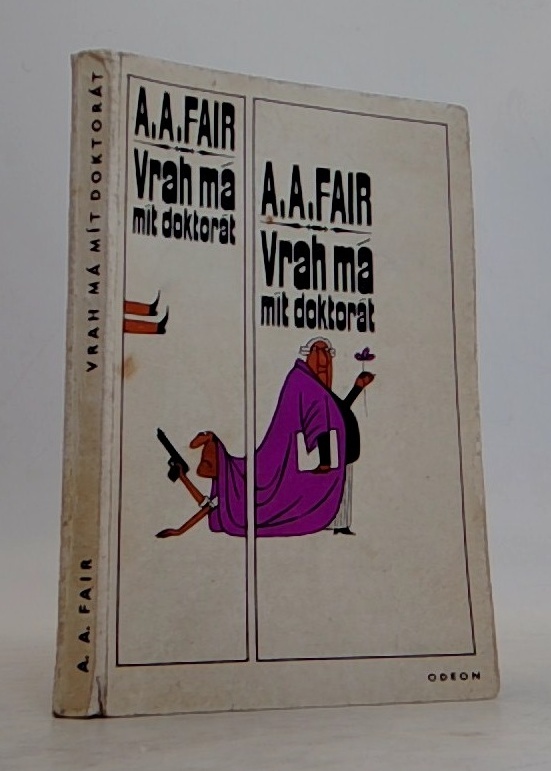 A. A. FAIR VRAH MÁ MÍT DOKTORÁT
A.A.FAIR
Vrah má
mít doktorát
A.A.FAIR
Vrah má
mít doktorát
ODEON